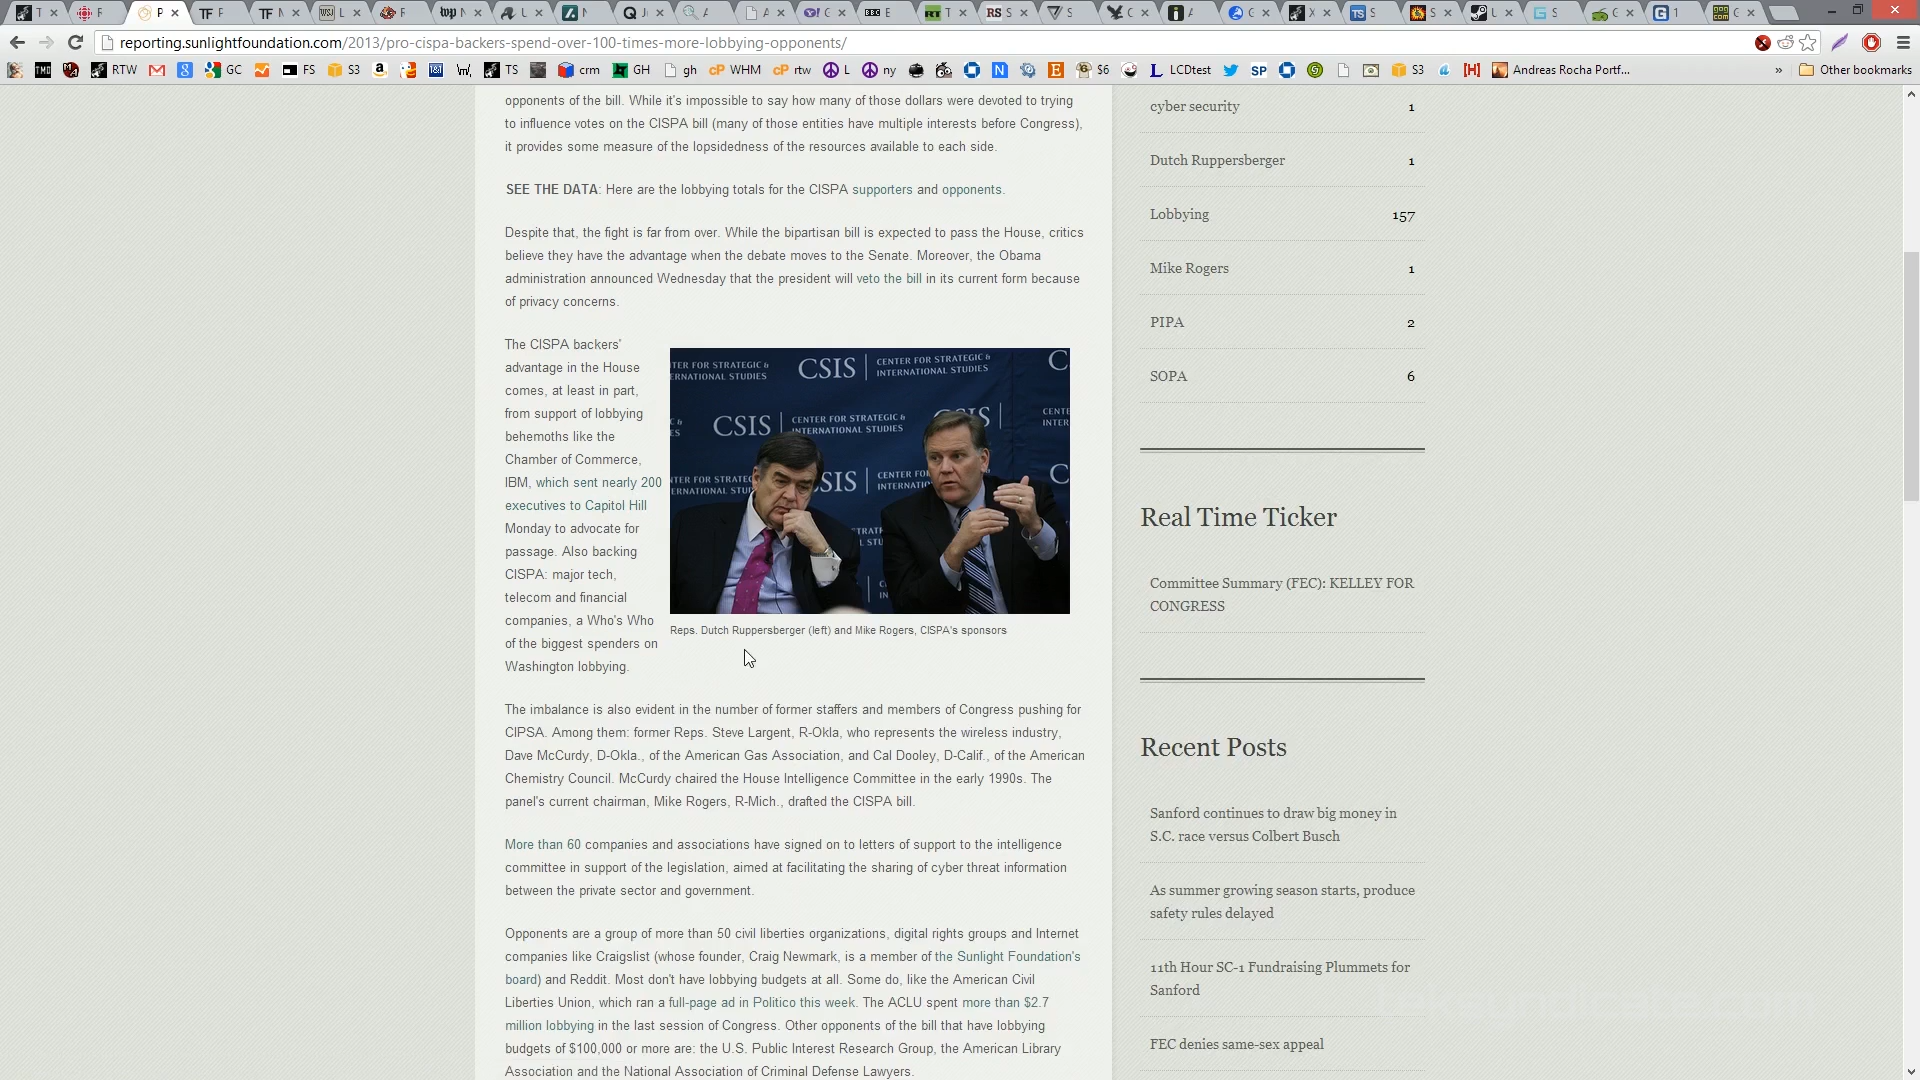 reporting.sunlightfoundation.com/2013/pro-cispa-backers-spend-over-100-times-more-lobbying-opponents/
RTW
GC
FS
S3
TS
crm
GH
gh
WHM
rtw
L
ny
$6
LCDtest
S3
Andreas Rocha Portf...
»
Other bookmarks
opponents of the bill. While it's impossible to say how many of those dollars were devoted to trying
to influence votes on the CISPA bill (many of those entities have multiple interests before Congress),
it provides some measure of the lopsidedness of the resources available to each side.
SEE THE DATA: Here are the lobbying totals for the CISPA supporters and opponents.
Despite that, the fight is far from over. While the bipartisan bill is expected to pass the House, critics
believe they have the advantage when the debate moves to the Senate. Moreover, the Obama
administration announced Wednesday that the president will veto the bill in its current form because
of privacy concerns.
The CISPA backers'
advantage in the House
comes, at least in part,
from support of lobbying
behemoths like the
Chamber of Commerce,
IBM, which sent nearly 200
executives to Capitol Hill
Monday to advocate for
passage. Also backing
CISPA: major tech,
telecom and financial
companies, a Who's Who
of the biggest spenders on
Washington lobbying.
CSIS | CENTER FOR STRATEGIC & INTERNATIONAL STUDIES
Reps. Dutch Ruppersberger (left) and Mike Rogers, CISPA's sponsors
The imbalance is also evident in the number of former staffers and members of Congress pushing for
CIPSA. Among them: former Reps. Steve Largent, R-Okla, who represents the wireless industry,
Dave McCurdy, D-Okla., of the American Gas Association, and Cal Dooley, D-Calif., of the American
Chemistry Council. McCurdy chaired the House Intelligence Committee in the early 1990s. The
panel's current chairman, Mike Rogers, R-Mich., drafted the CISPA bill.
More than 60 companies and associations have signed on to letters of support to the intelligence
committee in support of the legislation, aimed at facilitating the sharing of cyber threat information
between the private sector and government.
Opponents are a group of more than 50 civil liberties organizations, digital rights groups and Internet
companies like Craigslist (whose founder, Craig Newmark, is a member of the Sunlight Foundation's
board) and Reddit. Most don't have lobbying budgets at all. Some do, like the American Civil
Liberties Union, which ran a full-page ad in Politico this week. The ACLU spent more than $2.7
million lobbying in the last session of Congress. Other opponents of the bill that have lobbying
budgets of $100,000 or more are: the U.S. Public Interest Research Group, the American Library
Association and the National Association of Criminal Defense Lawyers.
cyber security 1
Dutch Ruppersberger 1
Lobbying 157
Mike Rogers 1
PIPA 2
SOPA 6
Real Time Ticker
Committee Summary (FEC): KELLEY FOR
CONGRESS
Recent Posts
Sanford continues to draw big money in
S.C. race versus Colbert Busch
As summer growing season starts, produce
safety rules delayed
11th Hour SC-1 Fundraising Plummets for
Sanford
FEC denies same-sex appeal